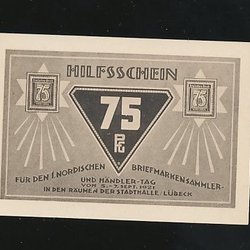 HILFSSCHEIN
75
75
75
PFG
FÜR DEN I. NORDISCHEN BRIEFMARKENSAMMLER-
UND HÄNDLER-TAG
VOM 5.-7. SEPT. 1921
IN DEN RÄUMEN DER STADTHALLE / LÜBECK